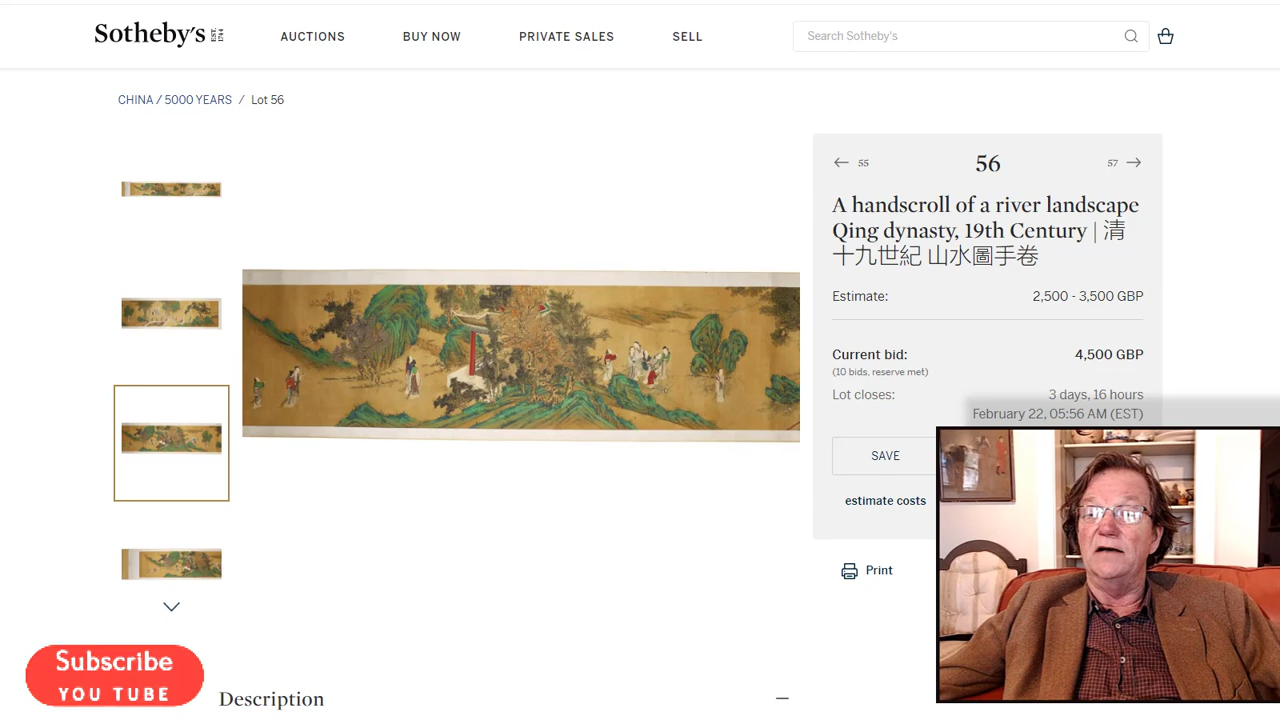 Sotheby's EST. 1744
AUCTIONS
BUY NOW
PRIVATE SALES
SELL
Search Sotheby's
CHINA / 5000 YEARS / Lot 56
← 55
56
57 →
A handscroll of a river landscape
Qing dynasty, 19th Century | 清
十九世紀 山水圖手卷
Estimate: 2,500 - 3,500 GBP
Current bid: 4,500 GBP
(10 bids, reserve met)
Lot closes: 3 days, 16 hours
February 22, 05:56 AM (EST)
SAVE
estimate costs
Print
Subscribe
YOU TUBE
Description